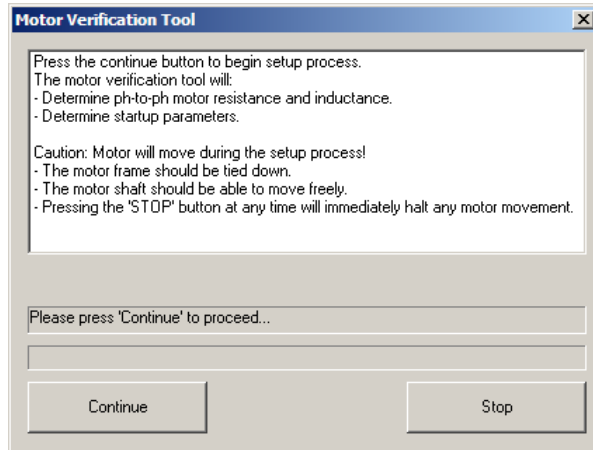 Motor Verification Tool
Press the continue button to begin setup process.
The motor verification tool will:
- Determine ph-to-ph motor resistance and inductance.
- Determine startup parameters.
Caution: Motor will move during the setup process!
- The motor frame should be tied down.
- The motor shaft should be able to move freely.
- Pressing the 'STOP' button at any time will immediately halt any motor movement.
Please press 'Continue' to proceed...
Continue
Stop